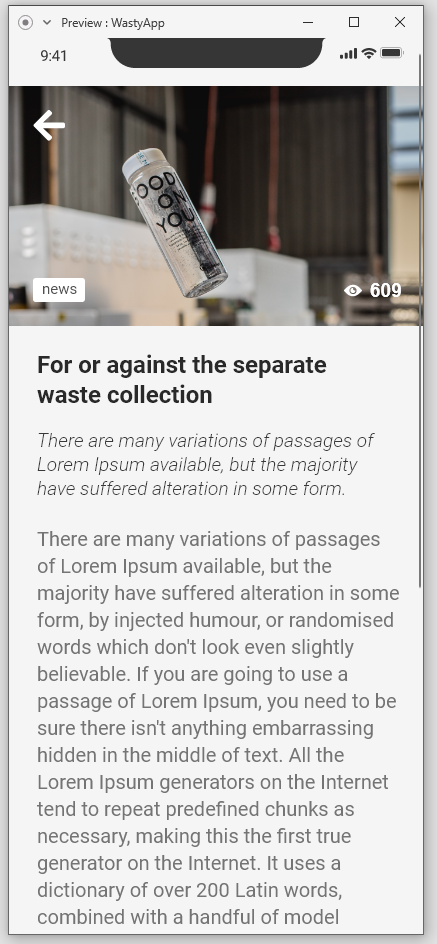 Preview : WastyApp
9:41
OOD
ON
YOU
news
609
For or against the separate
waste collection
There are many variations of passages of
Lorem Ipsum available, but the majority
have suffered alteration in some form.
There are many variations of passages
of Lorem Ipsum available, but the
majority have suffered alteration in some
form, by injected humour, or randomised
words which don't look even slightly
believable. If you are going to use a
passage of Lorem Ipsum, you need to be
sure there isn't anything embarrassing
hidden in the middle of text. All the
Lorem Ipsum generators on the Internet
tend to repeat predefined chunks as
necessary, making this the first true
generator on the Internet. It uses a
dictionary of over 200 Latin words,
combined with a handful of model